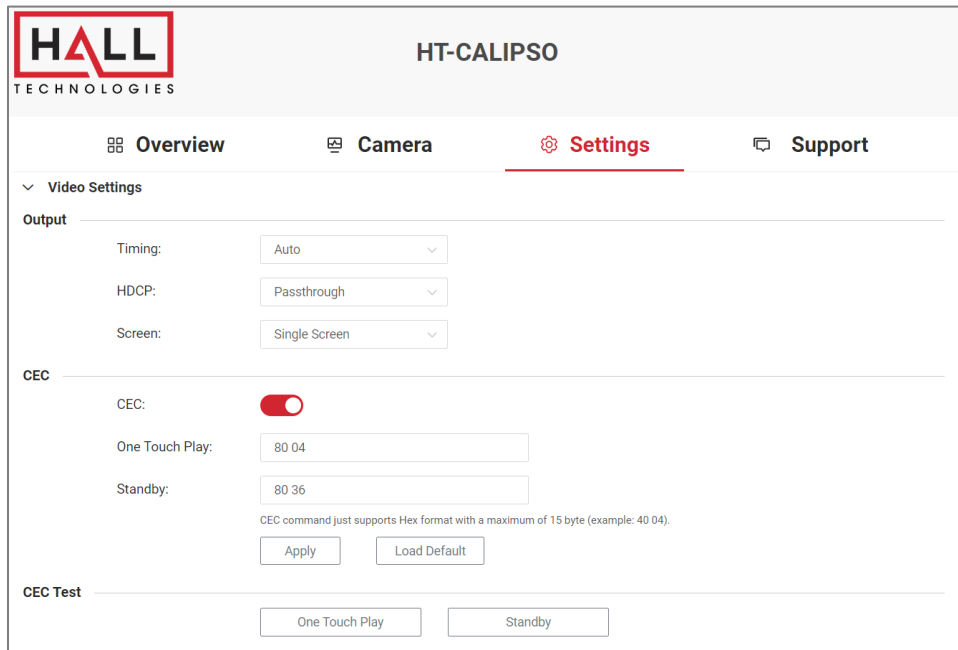 HALL
TECHNOLOGIES
HT-CALIPSO
Overview Camera Settings Support
Video Settings
Output
Timing: Auto
HDCP: Passthrough
Screen: Single Screen
CEC
CEC:
One Touch Play: 80 04
Standby: 80 36
CEC command just supports Hex format with a maximum of 15 byte (example: 40 04).
Apply Load Default
CEC Test
One Touch Play Standby